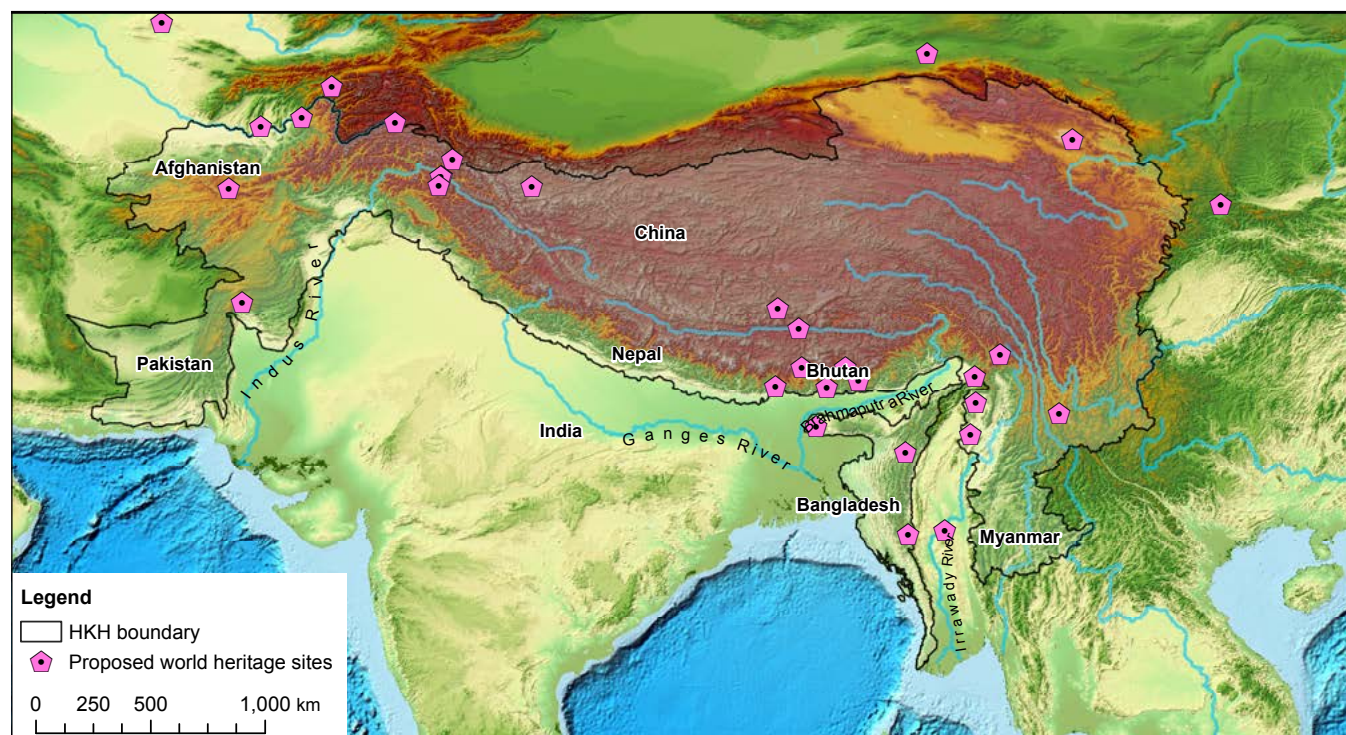 Afghanistan
China
Indus River
Pakistan
Nepal
Bhutan
Brahmaputra River
India
Ganges River
Bangladesh
Myanmar
Irrawady River
Legend
HKH boundary
Proposed world heritage sites
0 250 500 1,000 km